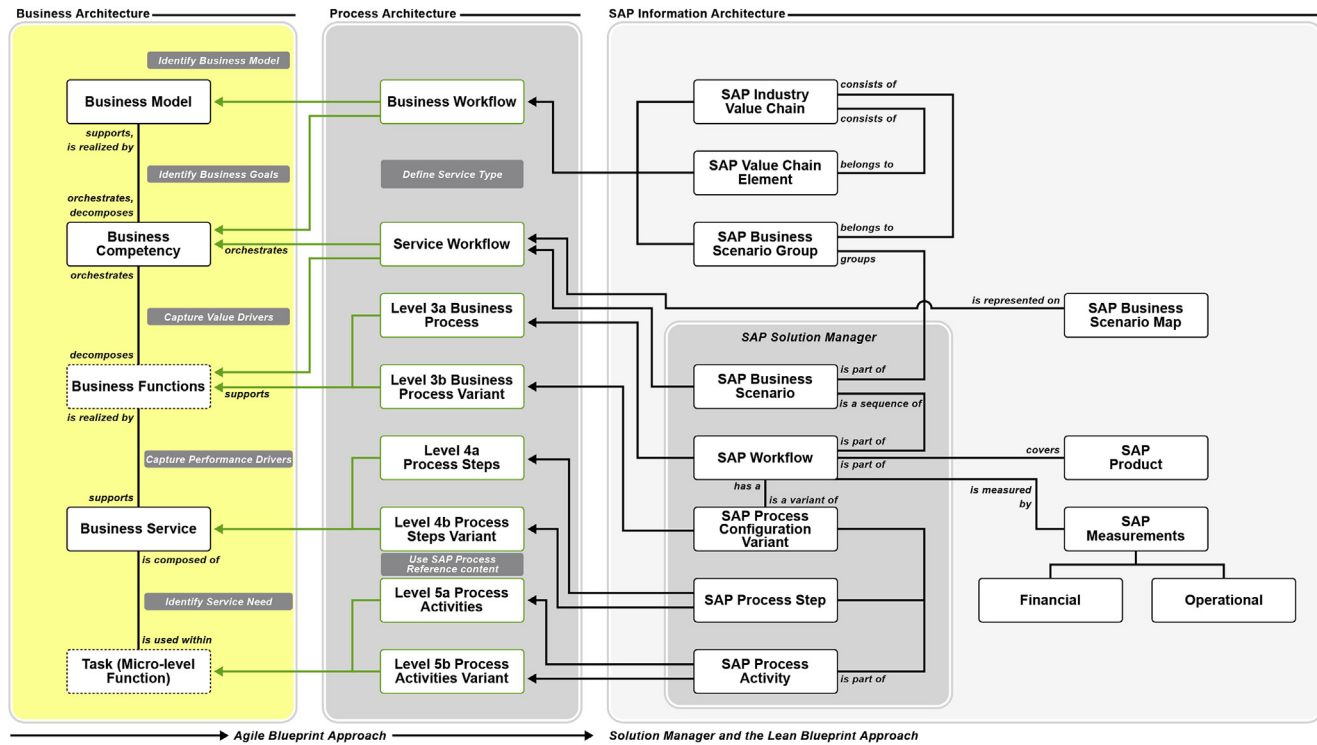 Business Architecture
Process Architecture
SAP Information Architecture
Identify Business Model
Business Model
supports,
is realized by
Identify Business Goals
orchestrates,
decomposes
Business
Competency
orchestrates
orchestrates
Capture Value Drivers
decomposes
Business Functions
supports
is realized by
Capture Performance Drivers
supports
Business Service
is composed of
Identify Service Need
is used within
Task (Micro-level
Function)
Business Workflow
Define Service Type
Service Workflow
Level 3a Business
Process
Level 3b Business
Process Variant
Level 4a
Process Steps
Level 4b Process
Steps Variant
Use SAP Process
Reference content
Level 5a Process
Activities
Level 5b Process
Activities Variant
SAP Industry
Value Chain
consists of
consists of
SAP Value Chain
Element
belongs to
SAP Business
Scenario Group
belongs to
groups
is represented on
SAP Business
Scenario Map
SAP Solution Manager
SAP Business
Scenario
is part of
is a sequence of
SAP Workflow
is part of
is part of
covers
SAP
Product
has a
is a variant of
is measured
by
SAP Process
Configuration
Variant
SAP
Measurements
SAP Process Step
Financial
Operational
SAP Process
Activity
is part of
Agile Blueprint Approach
Solution Manager and the Lean Blueprint Approach